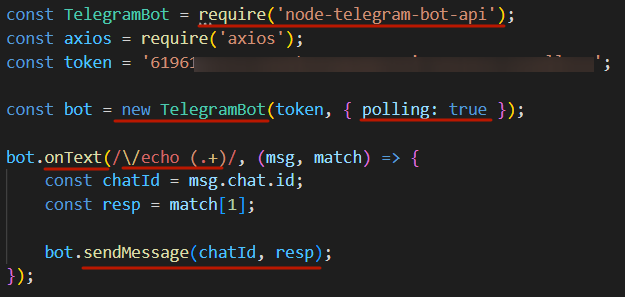 const TelegramBot = require('node-telegram-bot-api');
const axios = require('axios');
const token = '61961 ';
const bot = new TelegramBot(token, { polling: true });
bot.onText(/\/echo (.+)/, (msg, match) => {
const chatId = msg.chat.id;
const resp = match[1];
bot.sendMessage(chatId, resp);
});